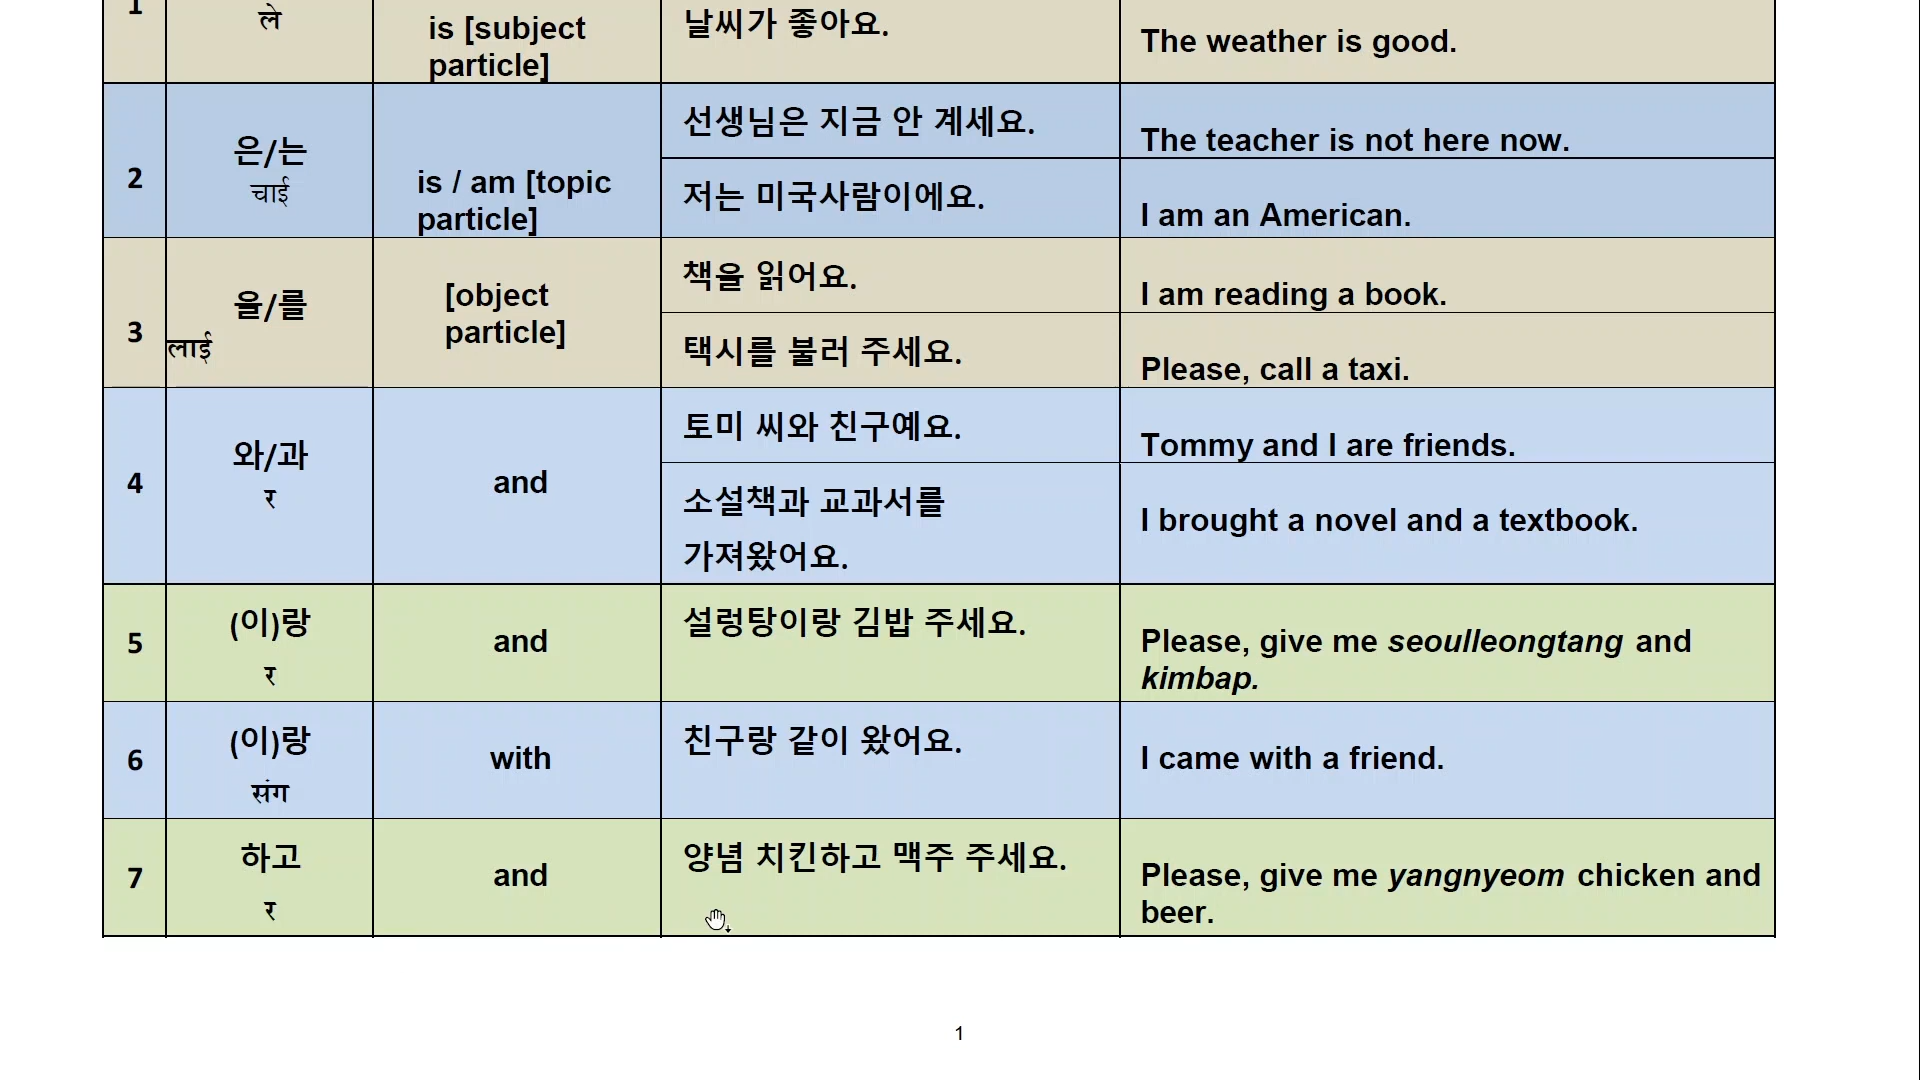 1
ले
is [subject
particle]
날씨가 좋아요.
The weather is good.
2
은/는
चाई
is / am [topic
particle]
선생님은 지금 안 계세요.
The teacher is not here now.
저는 미국사람이에요.
I am an American.
3
을/를
लाई
[object
particle]
책을 읽어요.
I am reading a book.
택시를 불러 주세요.
Please, call a taxi.
4
와/과
र
and
토미 씨와 친구예요.
Tommy and I are friends.
소설책과 교과서를
가져왔어요.
I brought a novel and a textbook.
5
(이)랑
र
and
설렁탕이랑 김밥 주세요.
Please, give me seoulleongtang and
kimbap.
6
(이)랑
संग
with
친구랑 같이 왔어요.
I came with a friend.
7
하고
र
and
양념 치킨하고 맥주 주세요.
Please, give me yangnyeom chicken and
beer.
1